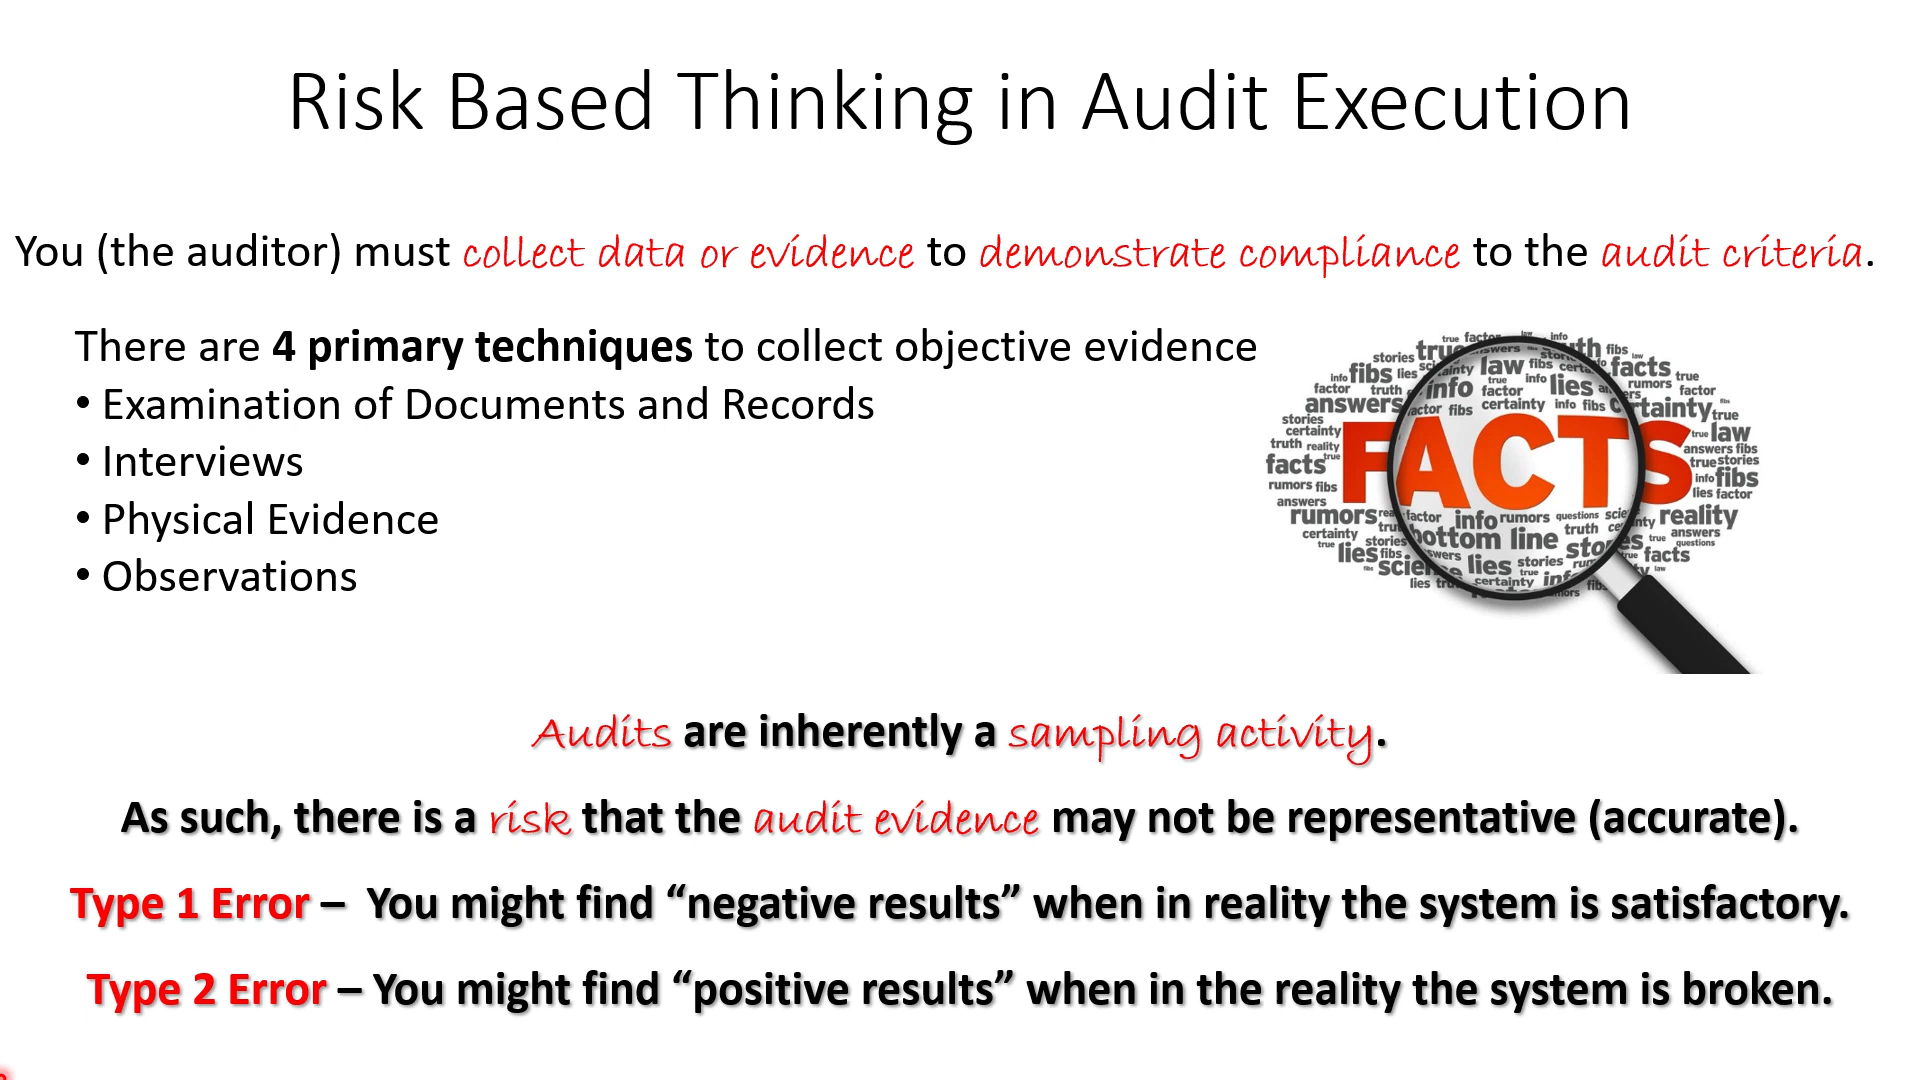 Risk Based Thinking in Audit Execution
You (the auditor) must collect data or evidence to demonstrate compliance to the audit criteria.
There are 4 primary techniques to collect objective evidence
• Examination of Documents and Records
• Interviews
• Physical Evidence
• Observations
FACTS
Audits are inherently a sampling activity.
As such, there is a risk that the audit evidence may not be representative (accurate).
Type 1 Error – You might find “negative results” when in reality the system is satisfactory.
Type 2 Error – You might find “positive results” when in the reality the system is broken.